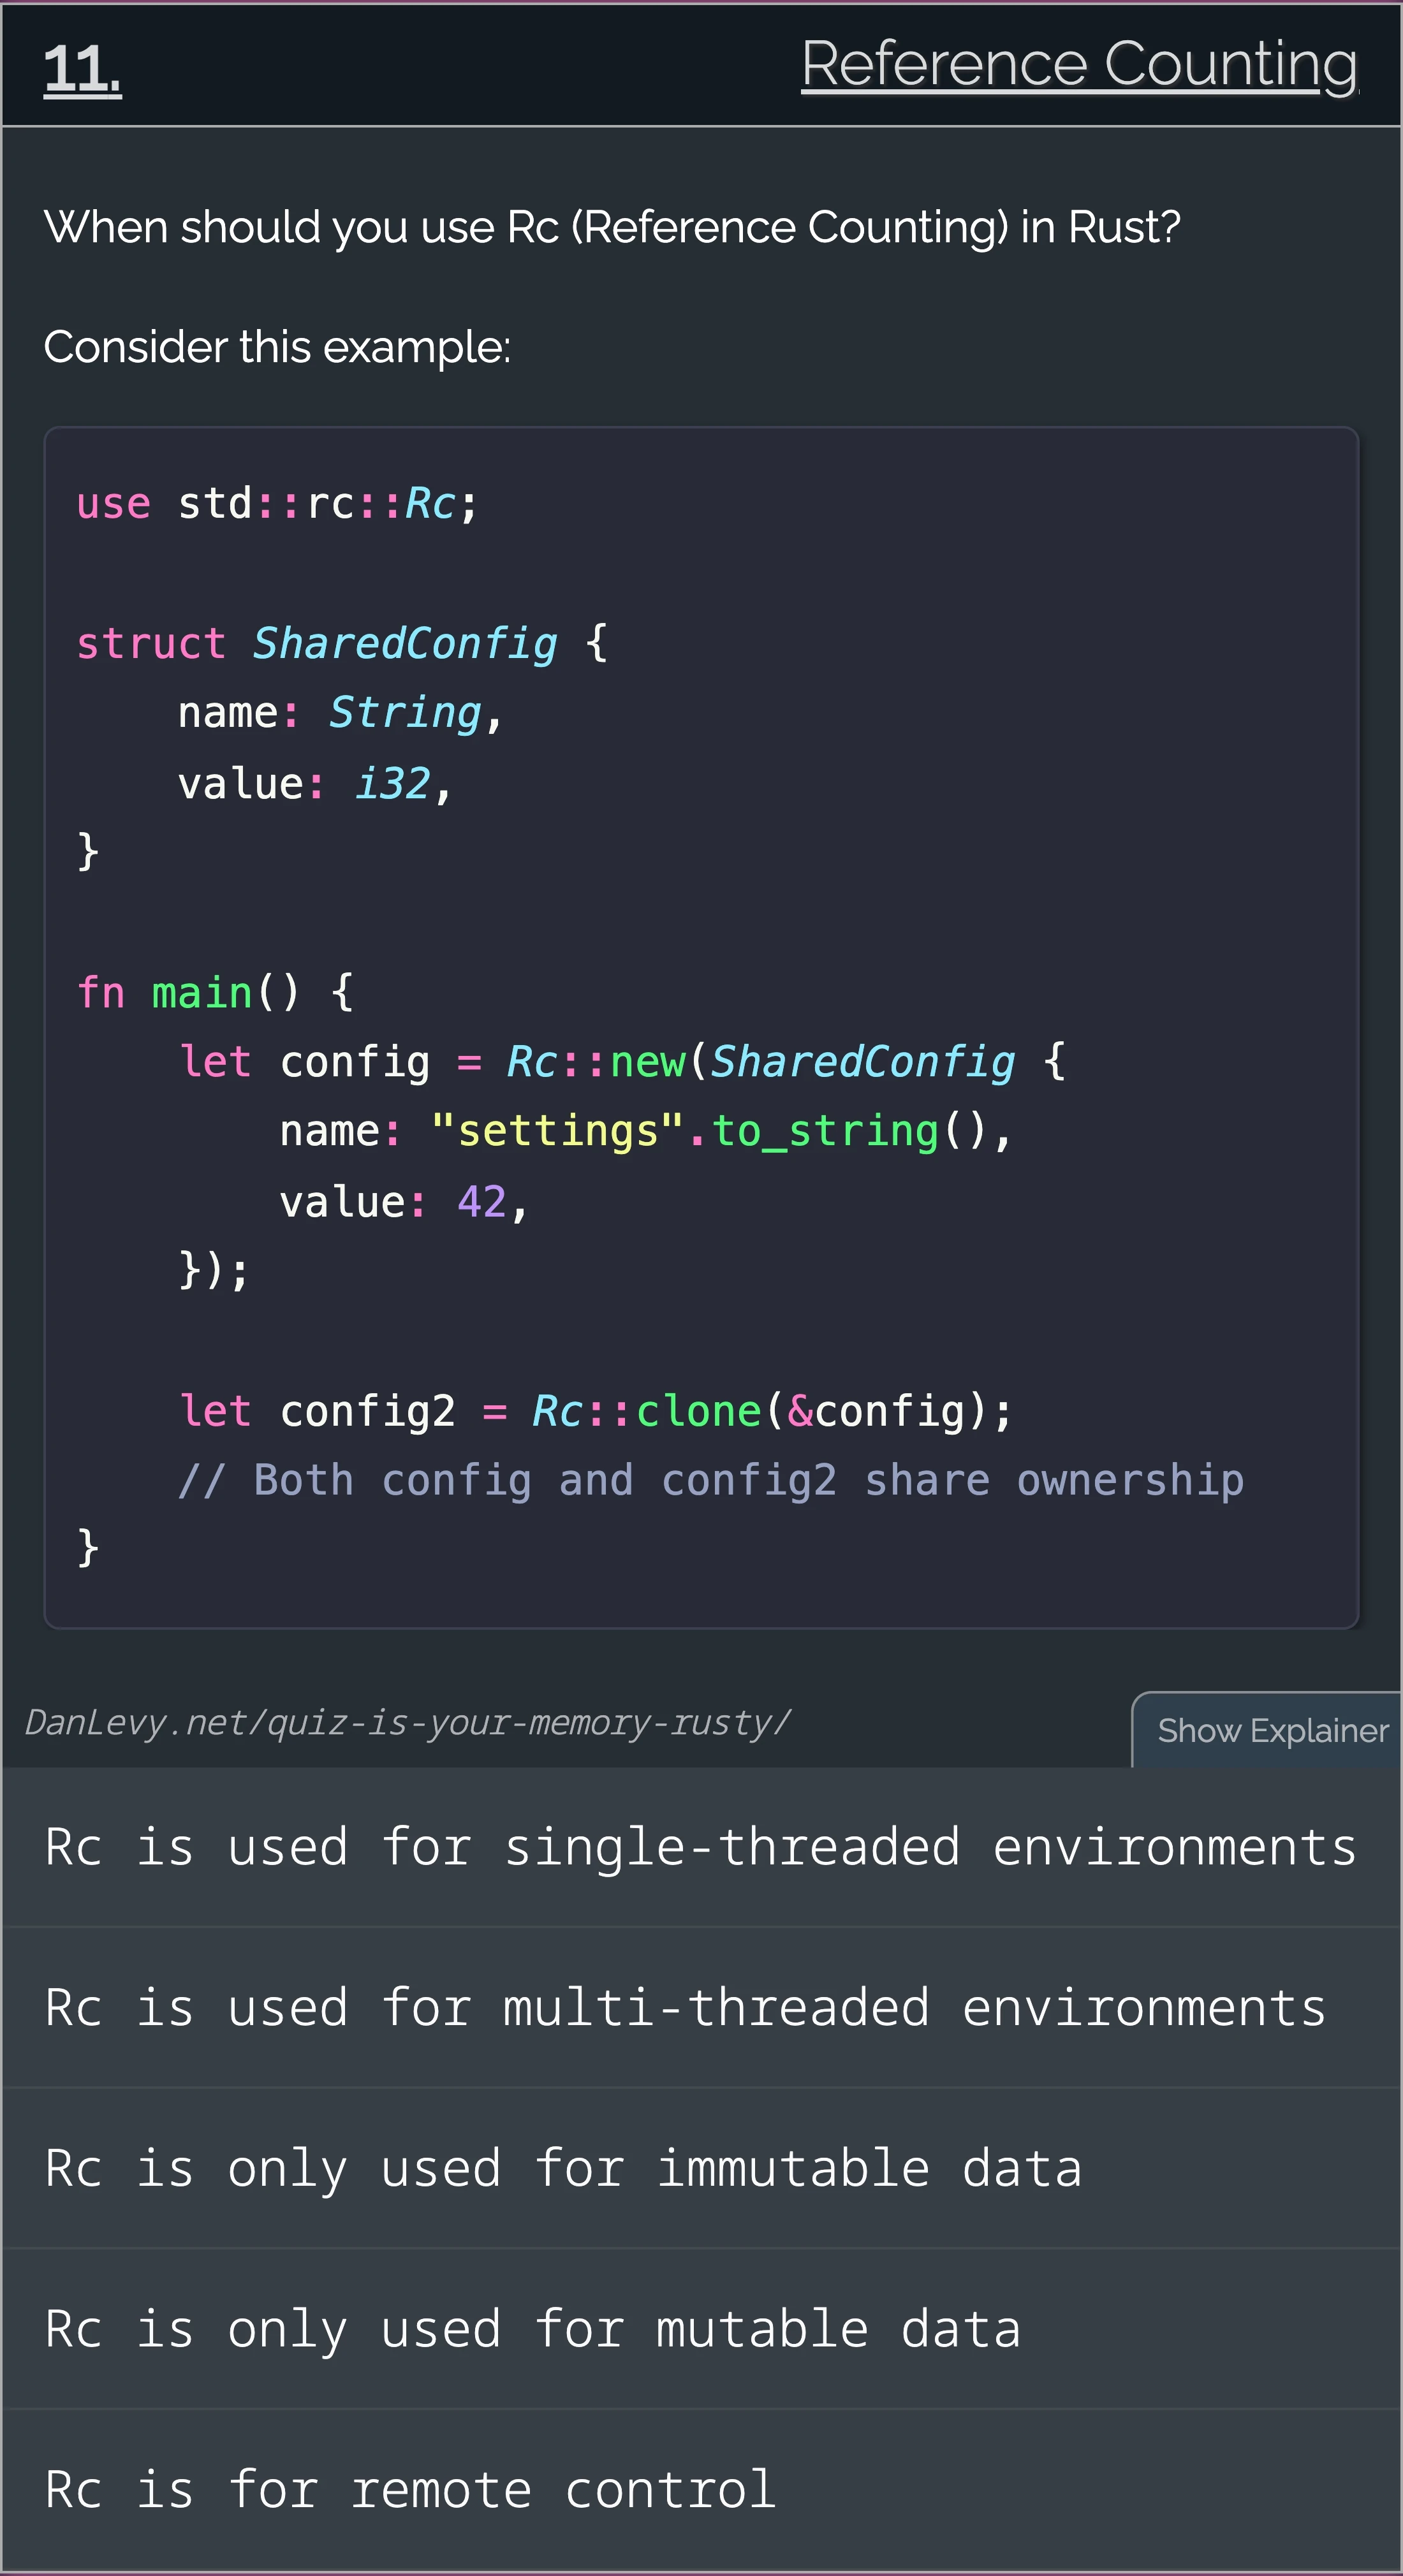 11.
Reference Counting
When should you use Rc (Reference Counting) in Rust?
Consider this example:
use std::rc::Rc;
struct SharedConfig {
    name: String,
    value: i32,
}
fn main() {
    let config = Rc::new(SharedConfig {
        name: "settings".to_string(),
        value: 42,
    });
    let config2 = Rc::clone(&config);
    // Both config and config2 share ownership
}
DanLevy.net/quiz-is-your-memory-rusty/
Show Explainer
Rc is used for single-threaded environments
Rc is used for multi-threaded environments
Rc is only used for immutable data
Rc is only used for mutable data
Rc is for remote control